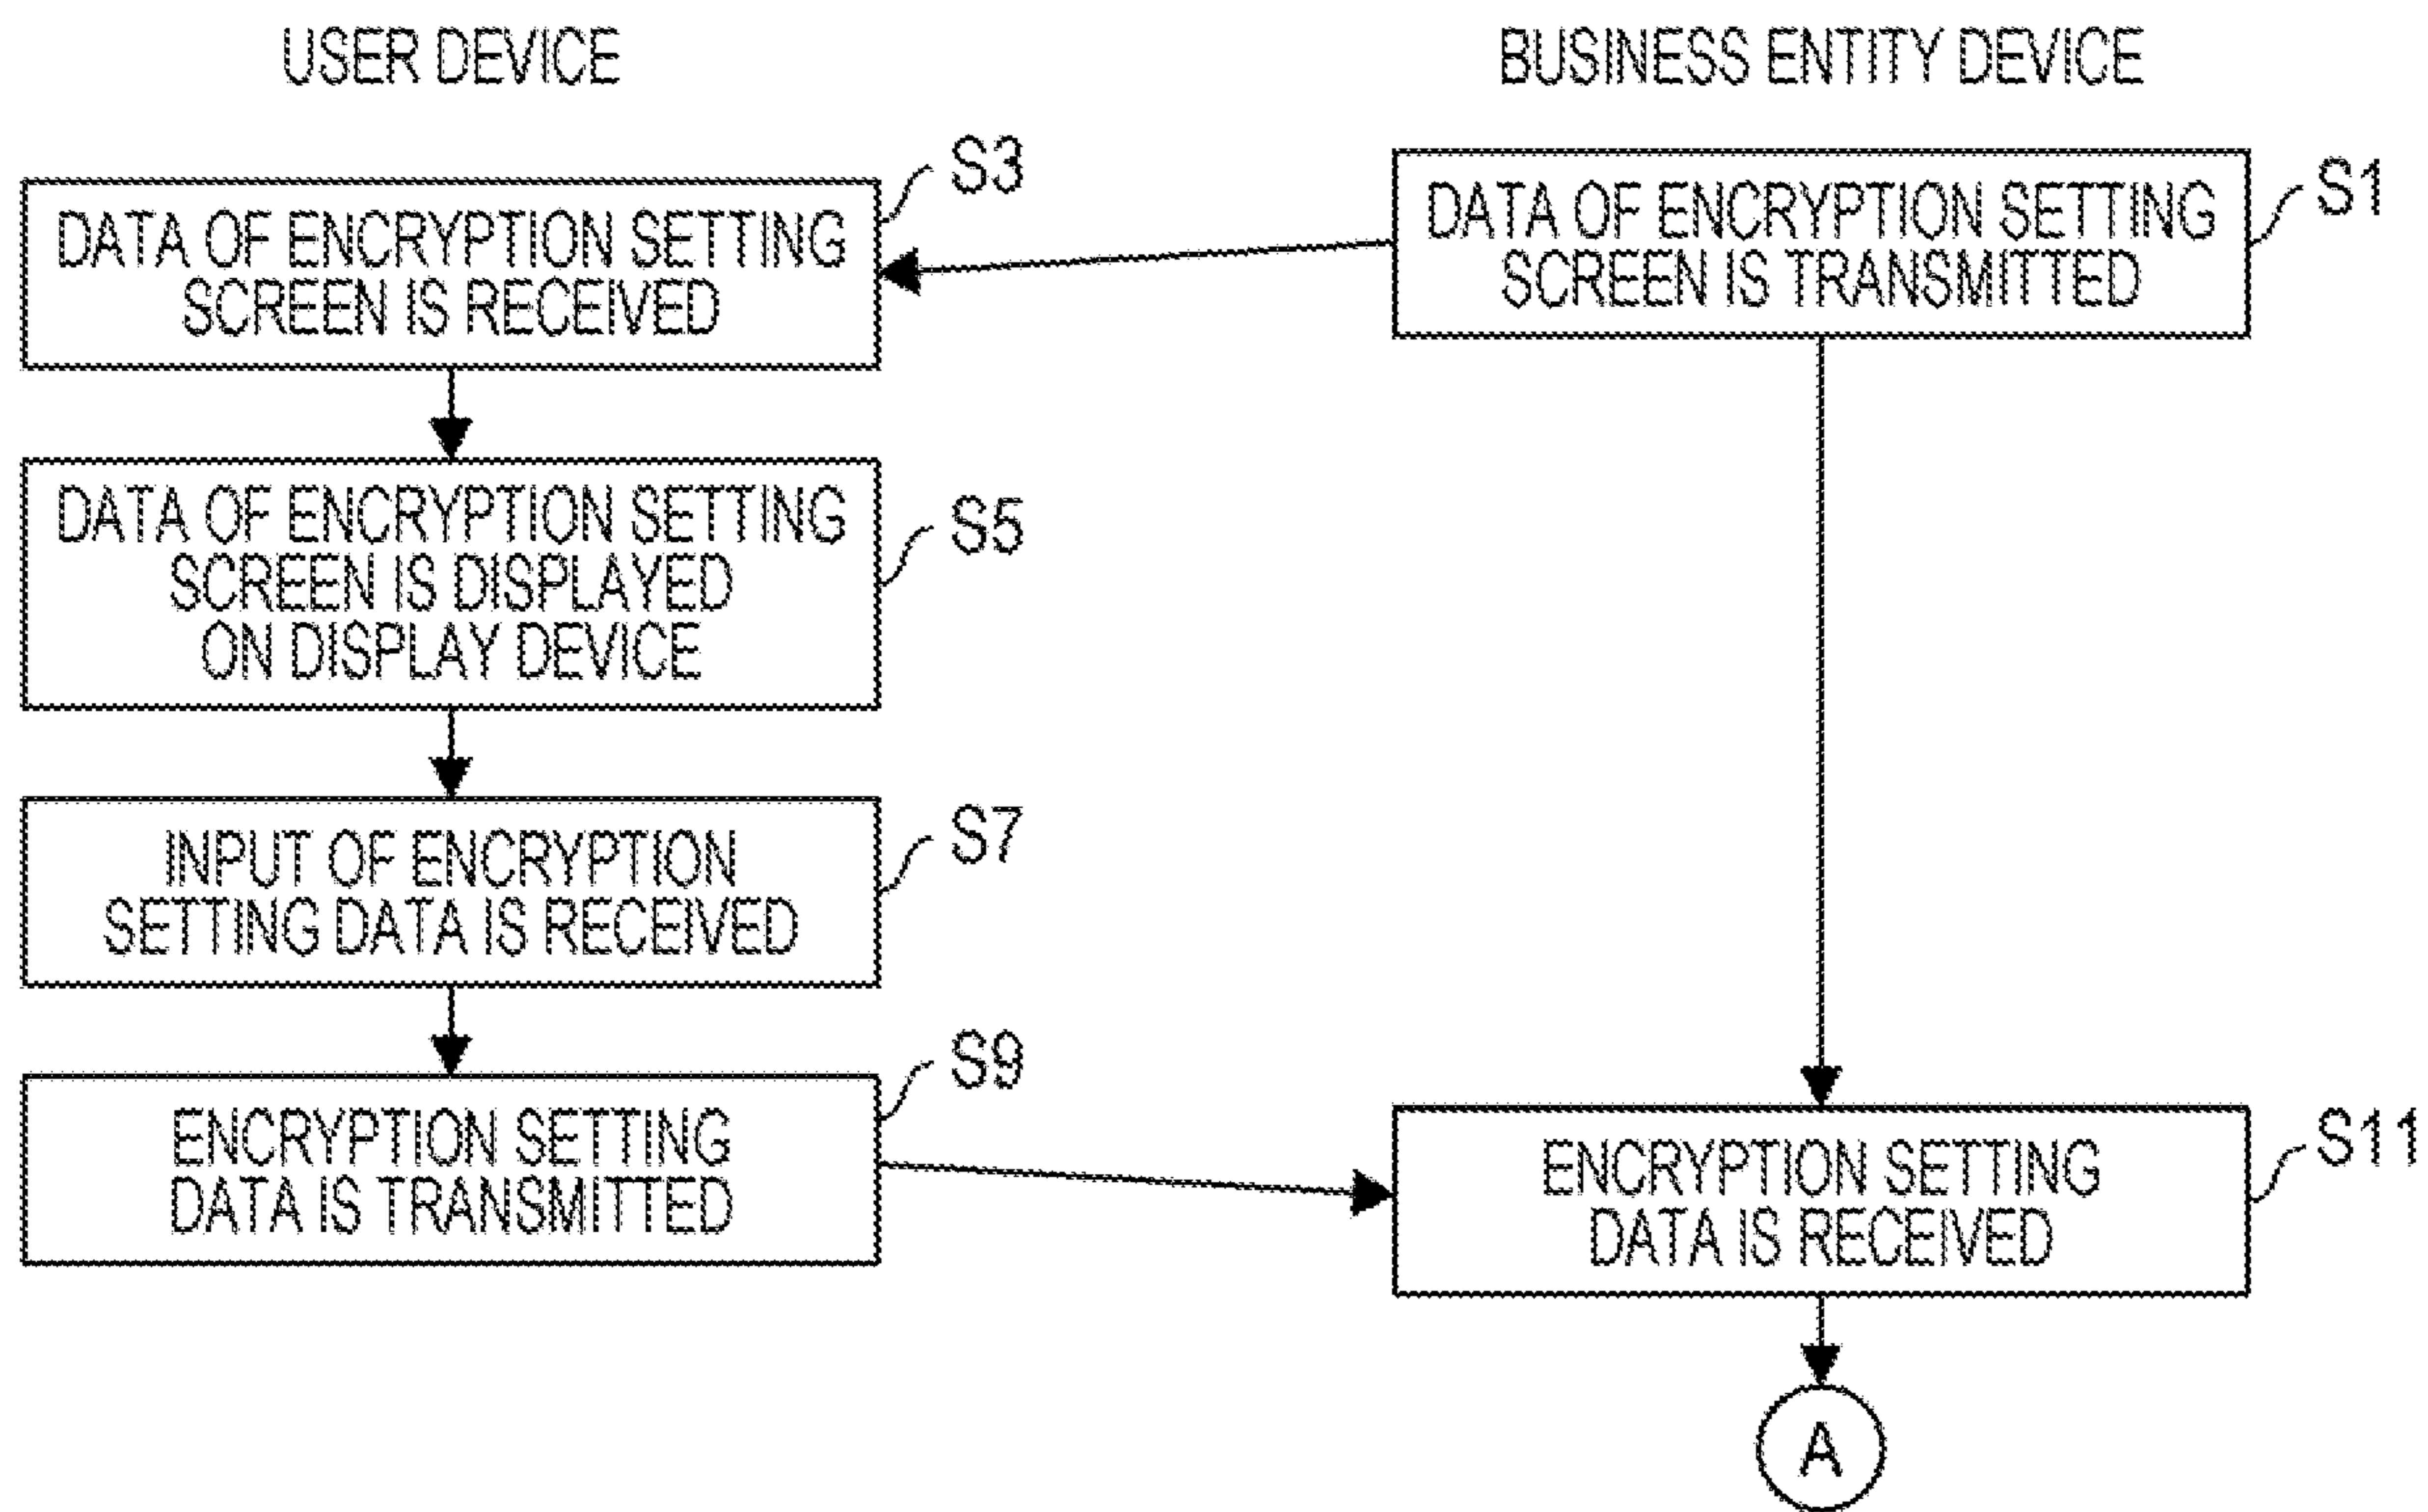 USER DEVICE
BUSINESS ENTITY DEVICE
S3
DATA OF ENCRYPTION SETTING
SCREEN IS RECEIVED
S1
DATA OF ENCRYPTION SETTING
SCREEN IS TRANSMITTED
S5
DATA OF ENCRYPTION SETTING
SCREEN IS DISPLAYED
ON DISPLAY DEVICE
S7
INPUT OF ENCRYPTION
SETTING DATA IS RECEIVED
S9
ENCRYPTION SETTING
DATA IS TRANSMITTED
S11
ENCRYPTION SETTING
DATA IS RECEIVED
A